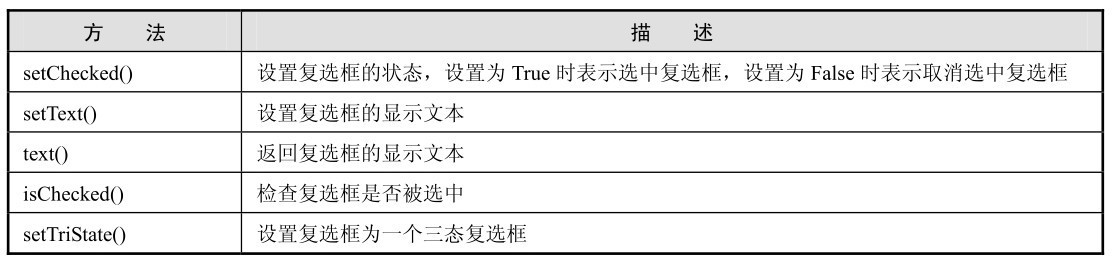 方 法 描 述
setChecked() 设置复选框的状态，设置为 True 时表示选中复选框，设置为 False 时表示取消选中复选框
setText() 设置复选框的显示文本
text() 返回复选框的显示文本
isChecked() 检查复选框是否被选中
setTriState() 设置复选框为一个三态复选框